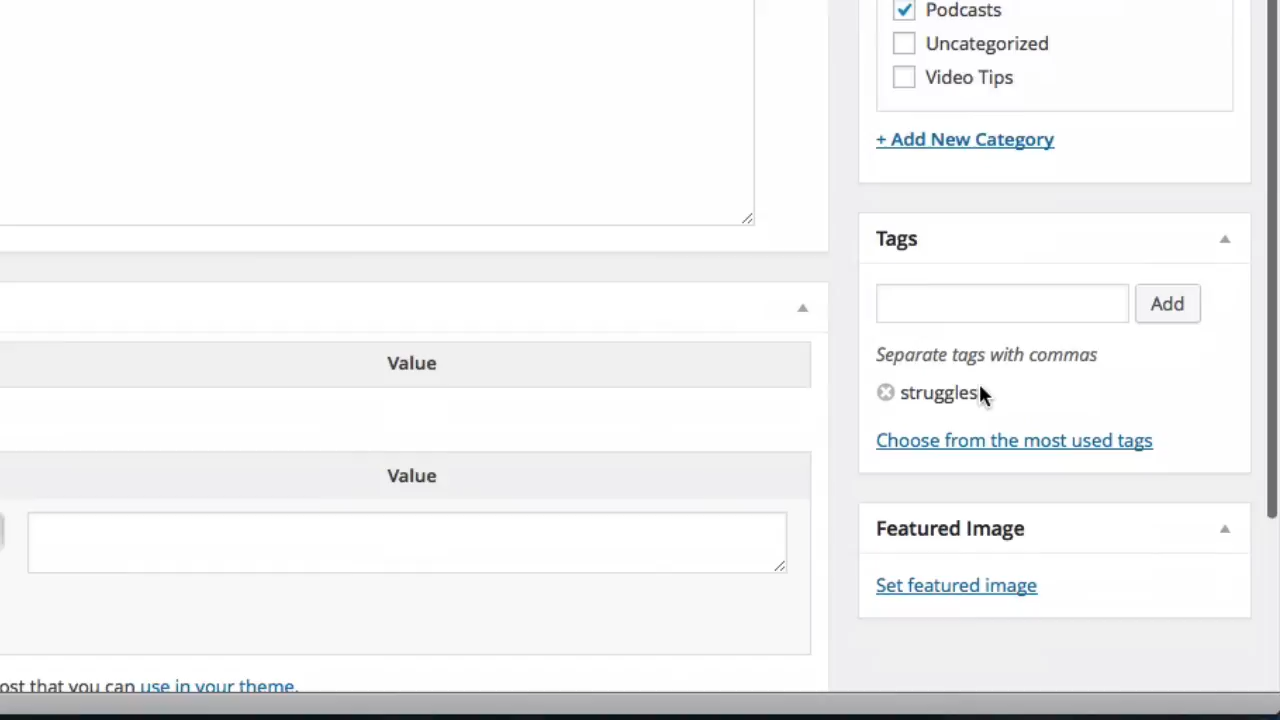 Podcasts
Uncategorized
Video Tips
+ Add New Category
Tags
Add
Separate tags with commas
struggles
Choose from the most used tags
Featured Image
Set featured image
Value
Value
ost that you can use in your theme.